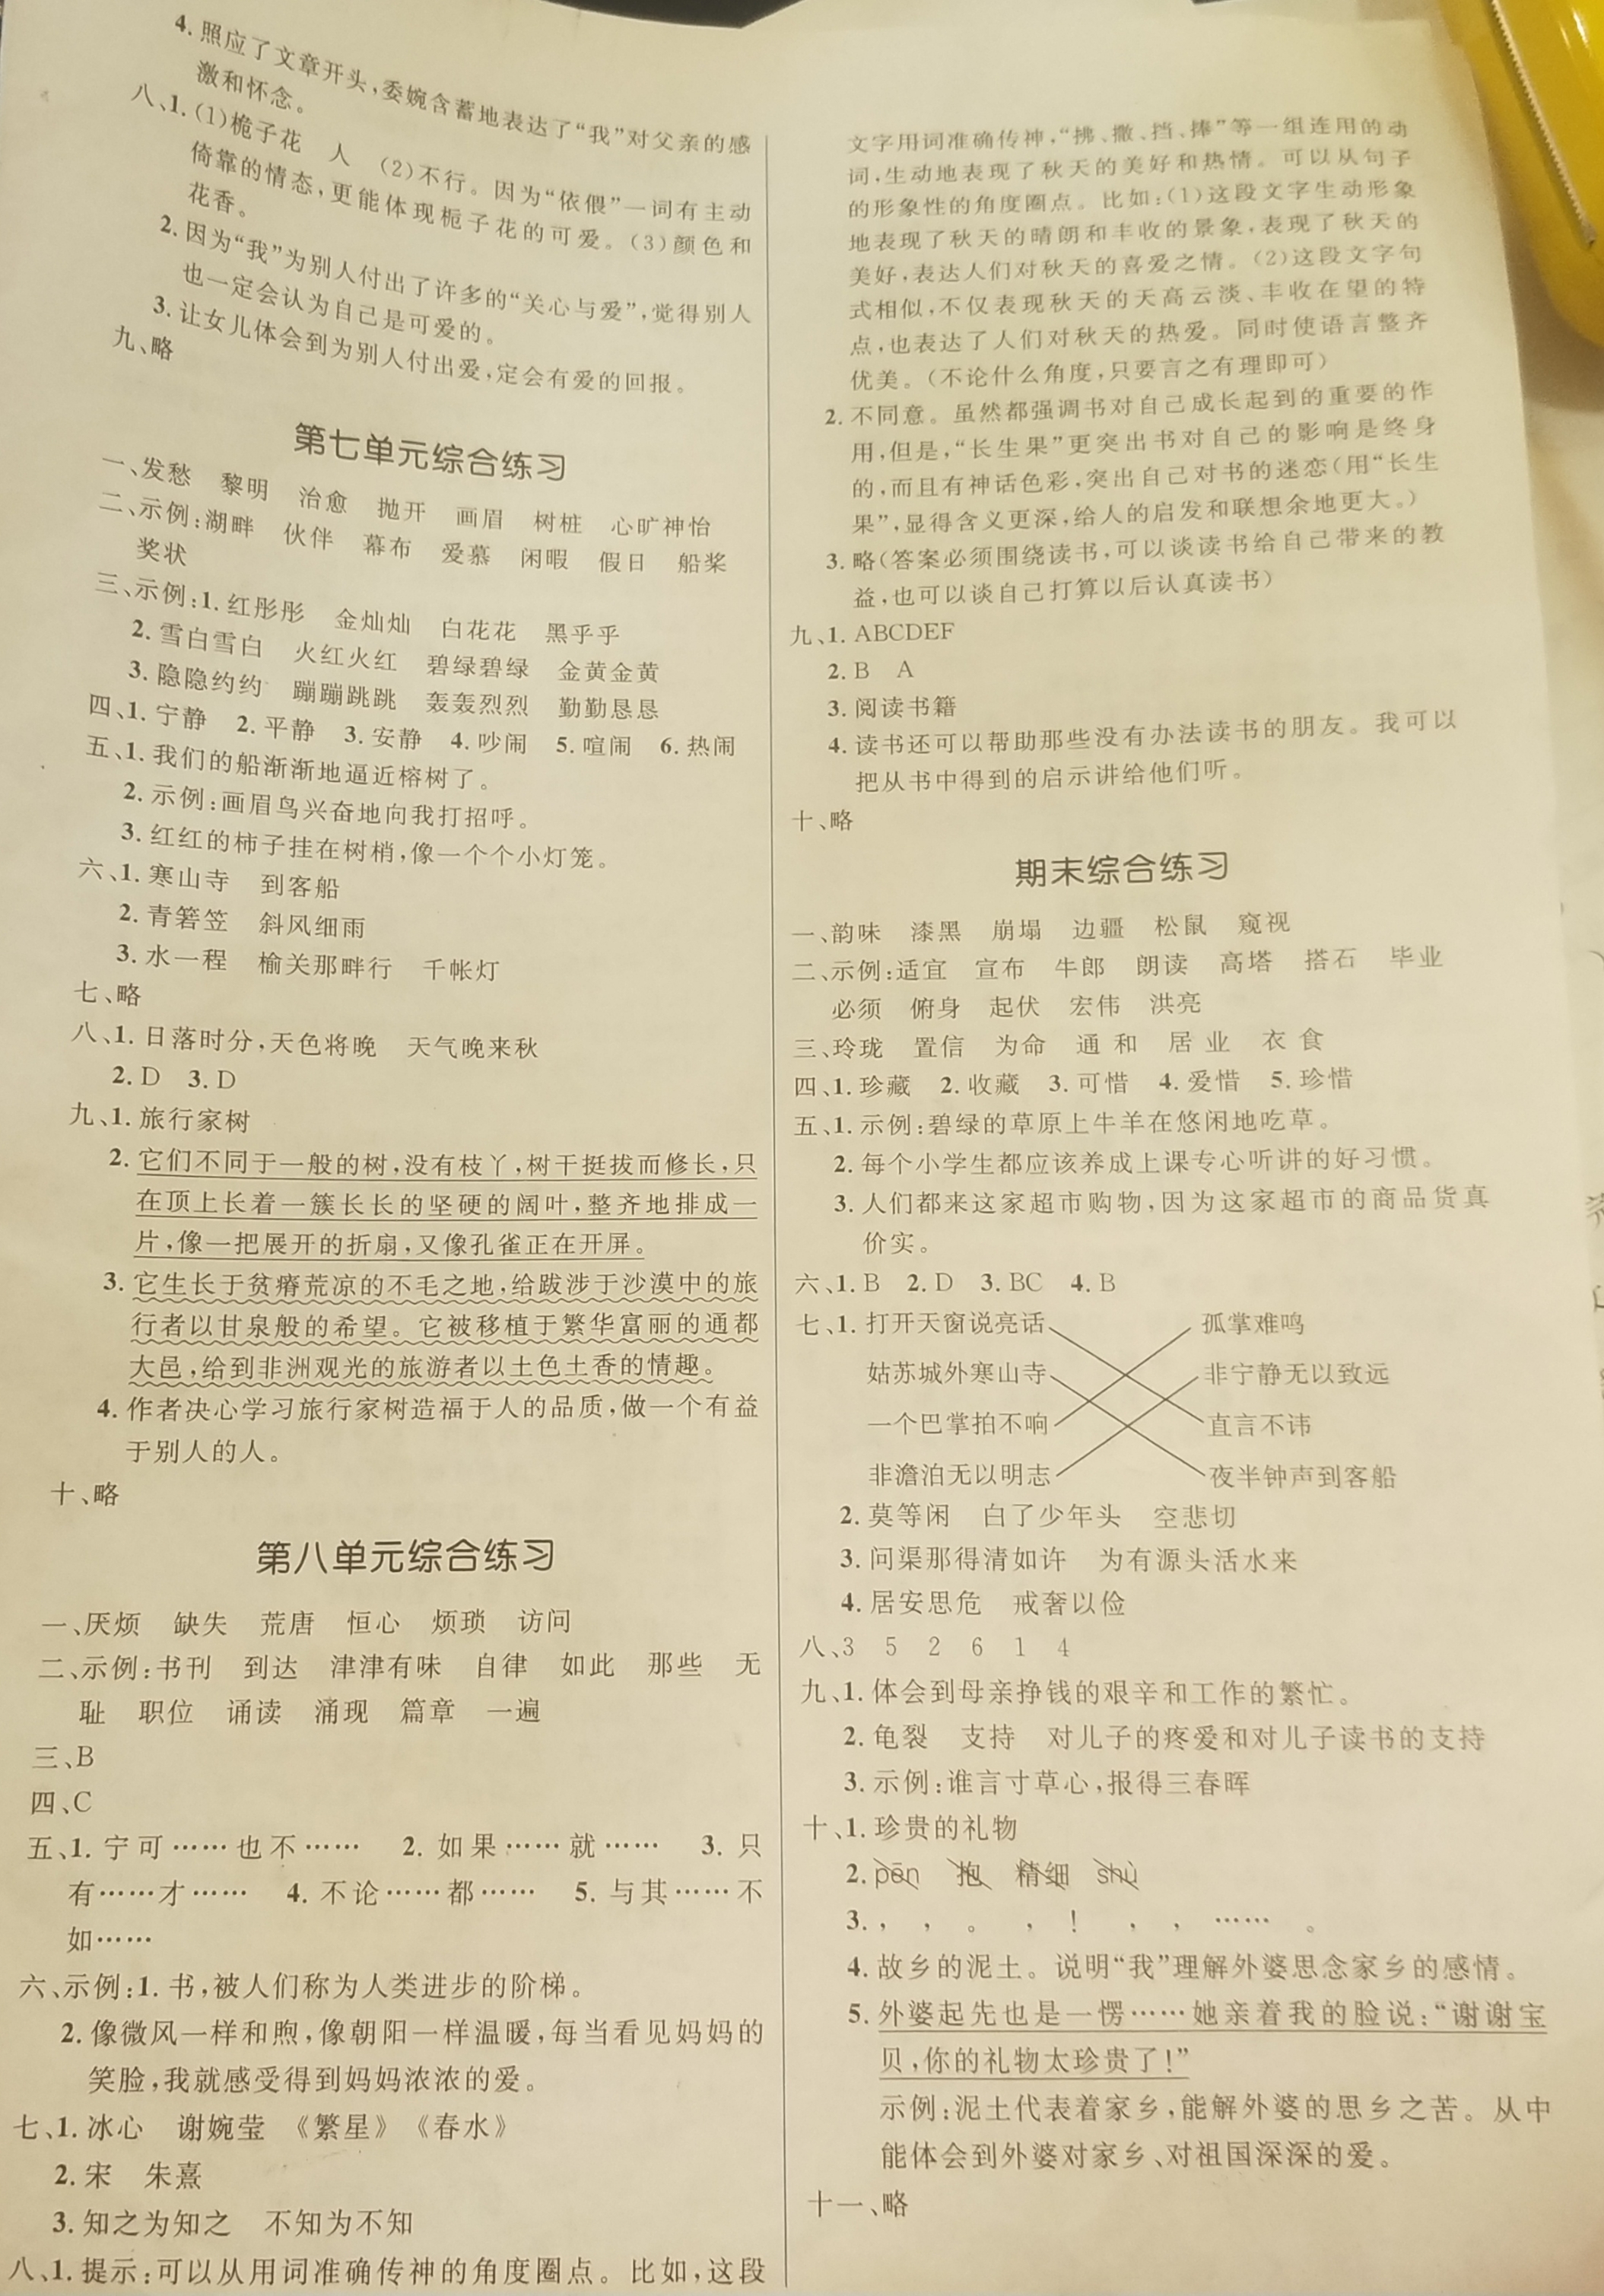 4. 照应了文章开头,委婉含蓄地表达了“我”对父亲的感
激和怀念。
八、1. (1)栀子花 人 (2)不行。因为“依偎”一词有主动
倚靠的情态,更能体现栀子花的可爱。(3)颜色和
花香。
2. 因为“我”为别人付出了许多的“关心与爱”,觉得别人
也一定会认为自己是可爱的。
3. 让女儿体会到为别人付出爱,定会有爱的回报。
九、略
第七单元综合练习
一、发愁 黎明 治愈 抛开 画眉 树桩 心旷神怡
二、示例:湖畔 伙伴 幕布 爱慕 闲暇 假日 船桨
奖状
三、示例:1. 红彤彤 金灿灿 白花花 黑乎乎
2. 雪白雪白 火红火红 碧绿碧绿 金黄金黄
3. 隐隐约约 蹦蹦跳跳 轰轰烈烈 勤勤恳恳
四、1. 宁静 2. 平静 3. 安静 4. 吵闹 5. 喧闹 6. 热闹
五、1. 我们的船渐渐地逼近榕树了。
2. 示例:画眉鸟兴奋地向我打招呼。
3. 红红的柿子挂在树梢,像一个个小灯笼。
六、1. 寒山寺 到客船
2. 青箬笠 斜风细雨
3. 水一程 榆关那畔行 千帐灯
七、略
八、1. 日落时分,天色将晚 天气晚来秋
2. D 3. D
九、1. 旅行家树
2. 它们不同于一般的树,没有枝丫,树干挺拔而修长,只
在顶上长着一簇长长的坚硬的阔叶,整齐地排成一
片,像一把展开的折扇,又像孔雀正在开屏。
3. 它生长于贫瘠荒凉的不毛之地,给跋涉于沙漠中的旅
行者以甘泉般的希望。它被移植于繁华富丽的通都
大邑,给到非洲观光的旅游者以土色土香的情趣。
4. 作者决心学习旅行家树造福于人的品质,做一个有益
于别人的人。
十、略
第八单元综合练习
一、厌烦 缺失 荒唐 恒心 烦琐 访问
二、示例:书刊 到达 津津有味 自律 如此 那些 无
耻 职位 诵读 涌现 篇章 一遍
三、B
四、C
五、1. 宁可……也不…… 2. 如果……就…… 3. 只
有……才…… 4. 不论……都…… 5. 与其……不
如……
六、示例:1. 书,被人们称为人类进步的阶梯。
2. 像微风一样和煦,像朝阳一样温暖,每当看见妈妈的
笑脸,我就感受得到妈妈浓浓的爱。
七、1. 冰心 谢婉莹 《繁星》《春水》
2. 宋 朱熹
3. 知之为知之 不知为不知
八、1. 提示:可以从用词准确传神的角度圈点。比如,这段
文字用词准确传神,“拂、撒、挡、捧”等一组连用的动
词,生动地表现了秋天的美好和热情。可以从句子
的形象性的角度圈点。比如:(1)这段文字生动形象
地表现了秋天的晴朗和丰收的景象,表现了秋天的
美好,表达人们对秋天的喜爱之情。(2)这段文字句
式相似,不仅表现秋天的天高云淡、丰收在望的特
点,也表达了人们对秋天的热爱。同时使语言整齐
优美。(不论什么角度,只要言之有理即可)
2. 不同意。虽然都强调书对自己成长起到的重要的作
用,但是,“长生果”更突出书对自己的影响是终身
的,而且有神话色彩,突出自己对书的迷恋(用“长生
果”,显得含义更深,给人的启发和联想余地更大。)
3. 略(答案必须围绕读书,可以谈读书给自己带来的教
益,也可以谈自己打算以后认真读书)
九、1. ABCDEF
2. B A
3. 阅读书籍
4. 读书还可以帮助那些没有办法读书的朋友。我可以
把从书中得到的启示讲给他们听。
十、略
期末综合练习
一、韵味 漆黑 崩塌 边疆 松鼠 窥视
二、示例:适宜 宣布 牛郎 朗读 高塔 搭石 毕业
必须 俯身 起伏 宏伟 洪亮
三、玲珑 置信 为命 通 和 居 业 衣 食
四、1. 珍藏 2. 收藏 3. 可惜 4. 爱惜 5. 珍惜
五、1. 示例:碧绿的草原上牛羊在悠闲地吃草。
2. 每个小学生都应该养成上课专心听讲的好习惯。
3. 人们都来这家超市购物,因为这家超市的商品货真
价实。
六、1. B 2. D 3. BC 4. B
七、1. 打开天窗说亮话 孤掌难鸣
姑苏城外寒山寺 非宁静无以致远
一个巴掌拍不响 直言不讳
非澹泊无以明志 夜半钟声到客船
2. 莫等闲 白了少年头 空悲切
3. 问渠那得清如许 为有源头活水来
4. 居安思危 戒奢以俭
八、3 5 2 6 1 4
九、1. 体会到母亲挣钱的艰辛和工作的繁忙。
2. 龟裂 支持 对儿子的疼爱和对儿子读书的支持
3. 示例:谁言寸草心,报得三春晖
十、1. 珍贵的礼物
2. pēn 抱 精细 shù
3. , , 。 , ! , , …… 。
4. 故乡的泥土。说明“我”理解外婆思念家乡的感情。
5. 外婆起先也是一愣……她亲着我的脸说:“谢谢宝
贝,你的礼物太珍贵了!”
示例:泥土代表着家乡,能解外婆的思乡之苦。从中
能体会到外婆对家乡、对祖国深深的爱。
十一、略